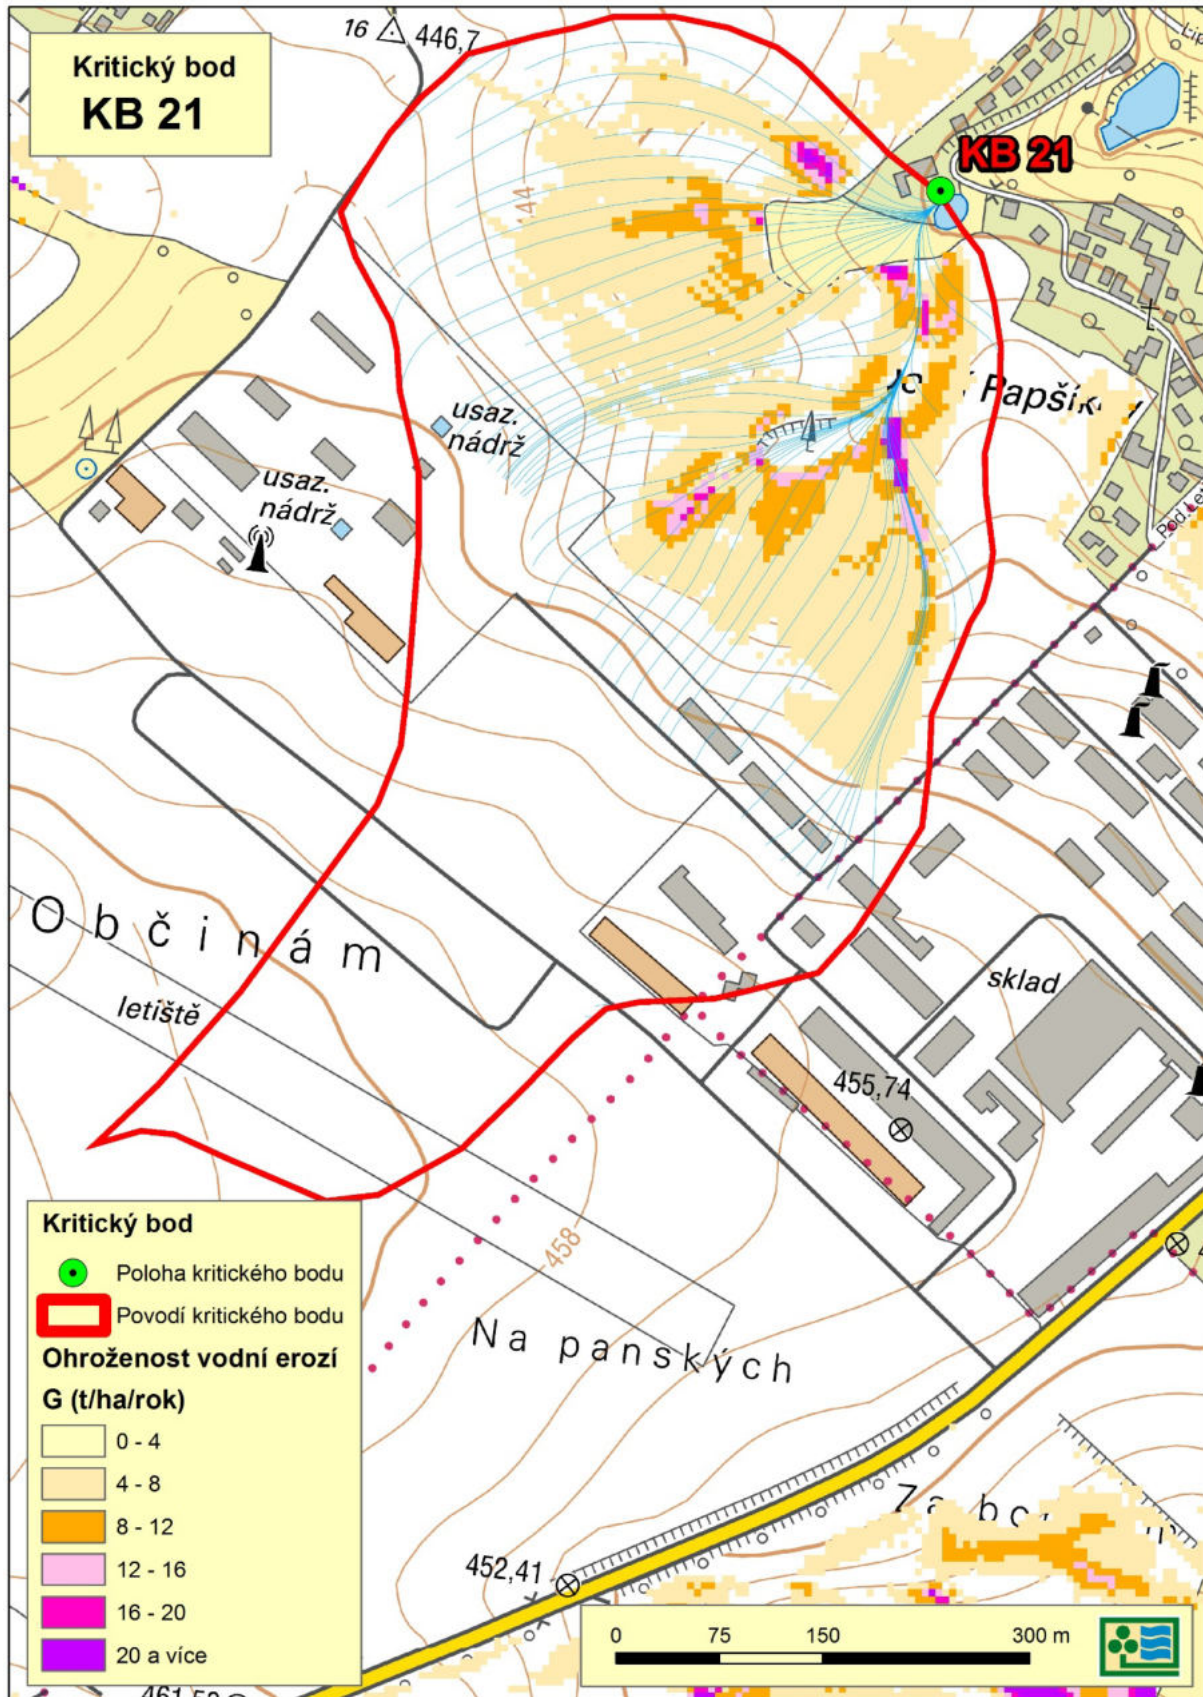 Kritický bod
KB 21
16
446,7
KB 21
144
usaz.
nádrž
usaz.
nádrž
Papší
Občinám
letiště
sklad
455,74
458
Na panských
452,41
Kritický bod
Poloha kritického bodu
Povodí kritického bodu
Ohroženost vodní erozí
G (t/ha/rok)
0 - 4
4 - 8
8 - 12
12 - 16
16 - 20
20 a více
0 75 150 300 m